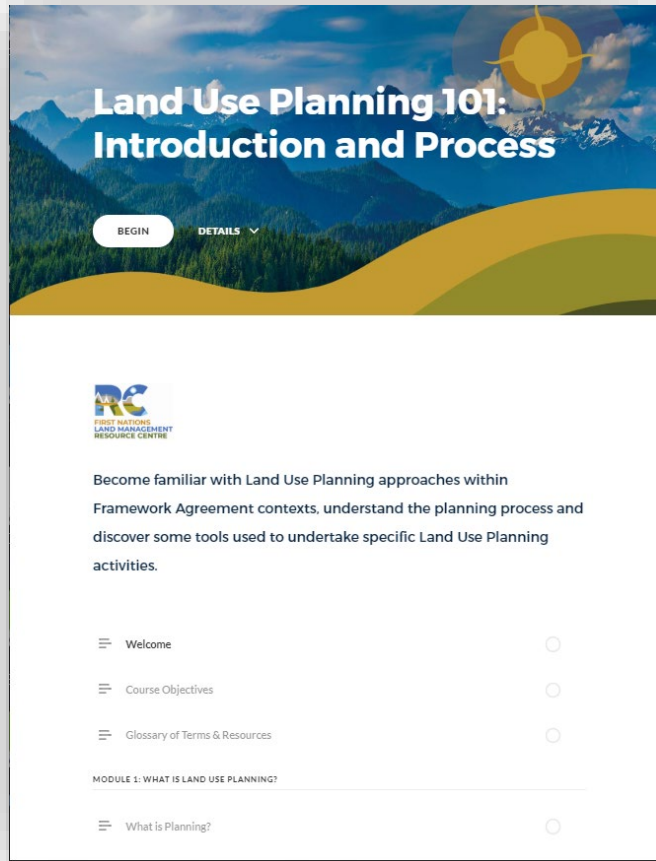 Land Use Planning 101:
Introduction and Process
BEGIN
DETAILS
RC
FIRST NATIONS
LAND MANAGEMENT
RESOURCE CENTRE
Become familiar with Land Use Planning approaches within
Framework Agreement contexts, understand the planning process and
discover some tools used to undertake specific Land Use Planning
activities.
Welcome
Course Objectives
Glossary of Terms & Resources
MODULE 1: WHAT IS LAND USE PLANNING?
What is Planning?